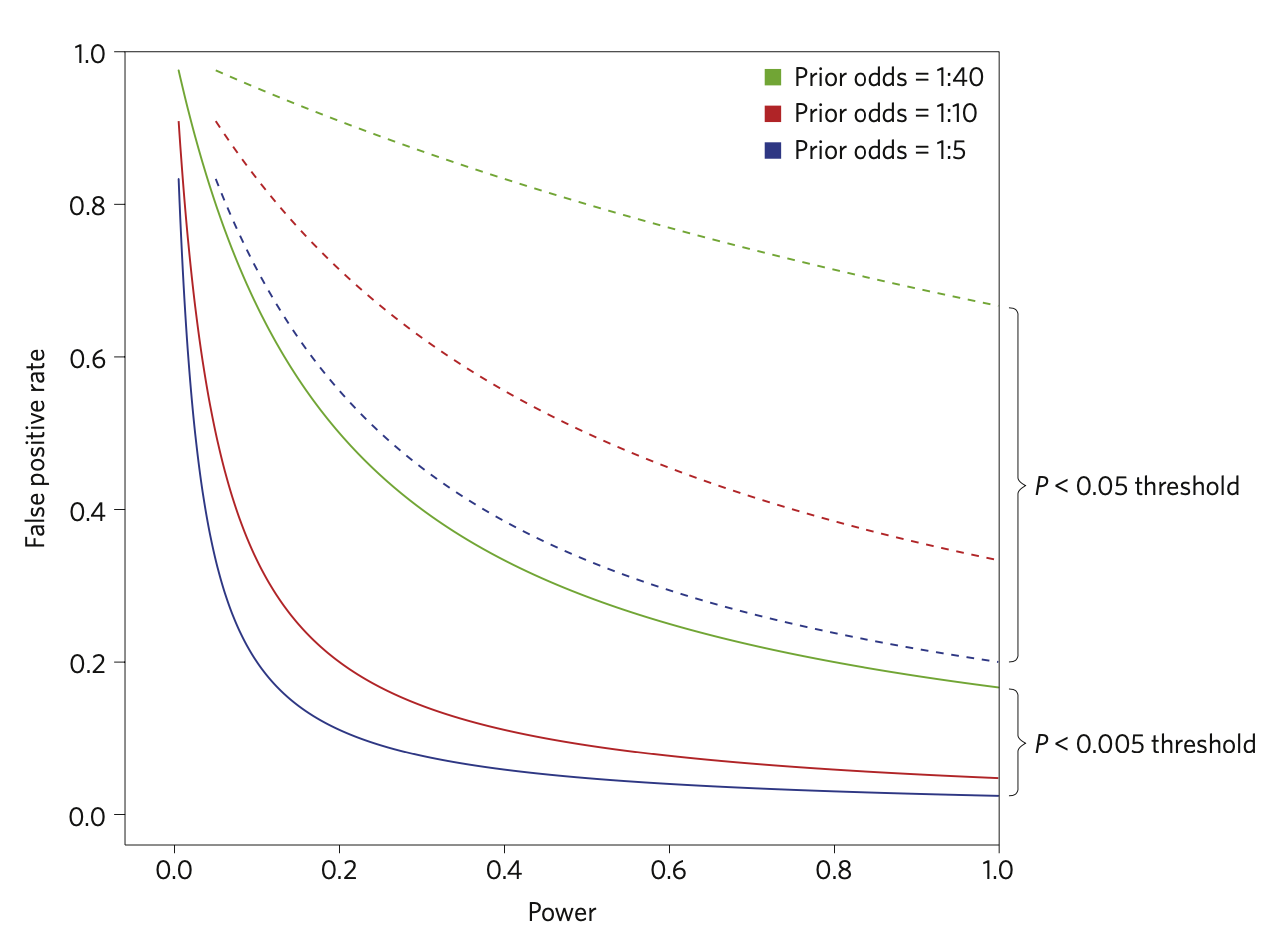 1.0
0.8
0.6
0.4
0.2
0.0
False positive rate
Prior odds = 1:40
Prior odds = 1:10
Prior odds = 1:5
P < 0.05 threshold
P < 0.005 threshold
0.0 0.2 0.4 0.6 0.8 1.0
Power